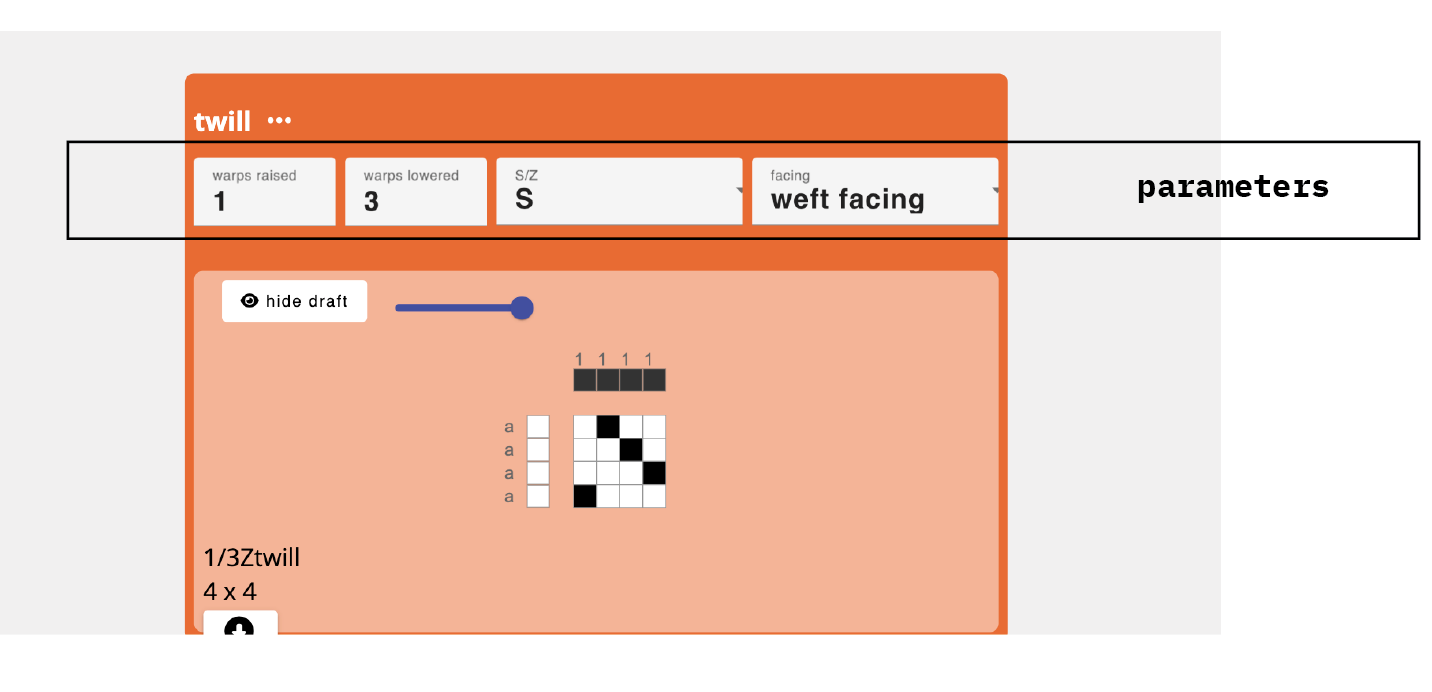 twill •••
warps raised
1
warps lowered
3
S/Z
S
facing
weft facing
parameters
hide draft
1 1 1 1
a
a
a
a
1/3Ztwill
4 x 4